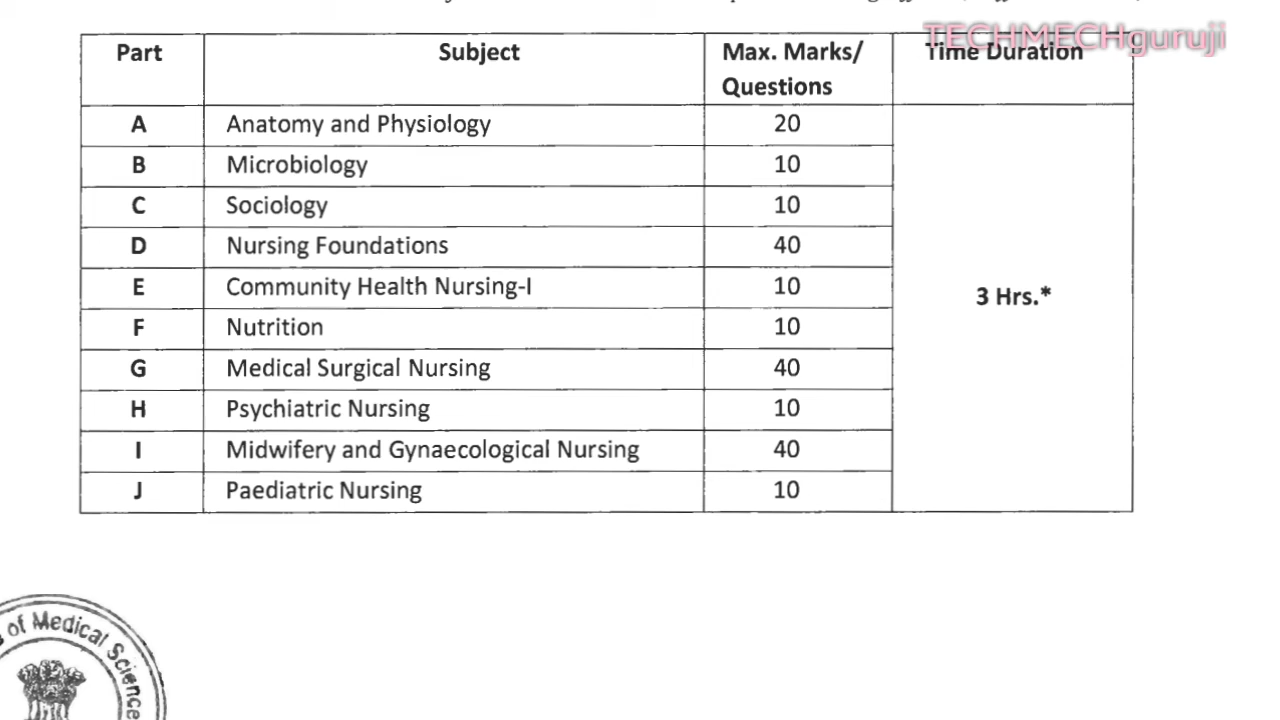 TECHMECHguruji
Part Subject Max. Marks/ Time Duration
Questions
A Anatomy and Physiology 20
B Microbiology 10
C Sociology 10
D Nursing Foundations 40
E Community Health Nursing-I 10
3 Hrs.*
F Nutrition 10
G Medical Surgical Nursing 40
H Psychiatric Nursing 10
I Midwifery and Gynaecological Nursing 40
J Paediatric Nursing 10
of Medical Science